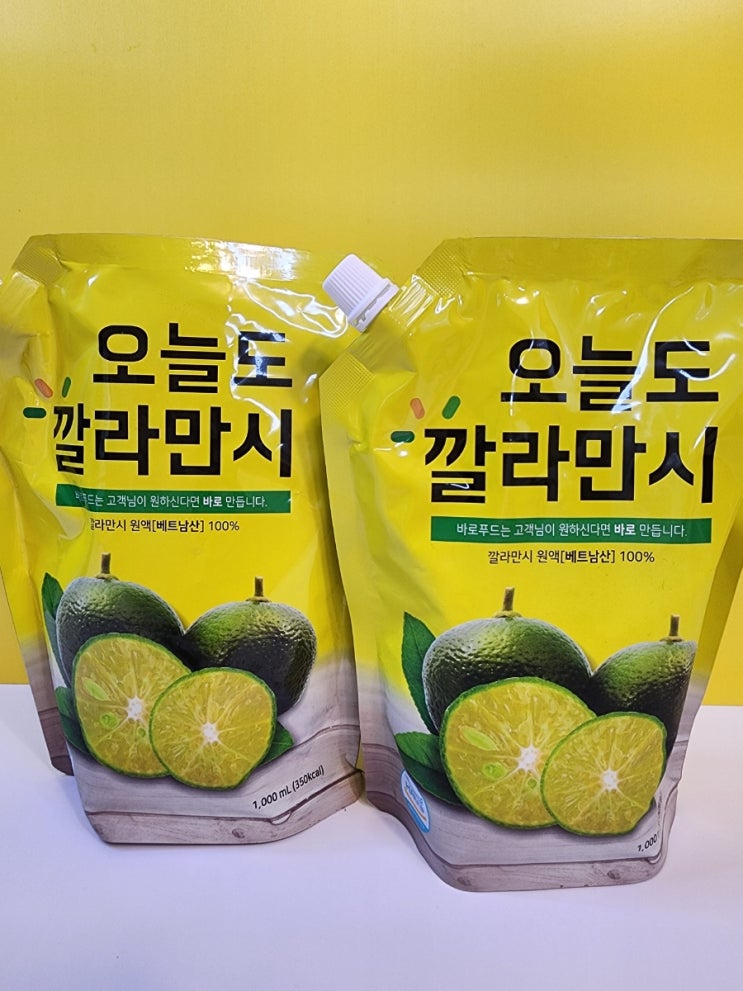 오늘도
깔라만시
바로푸드는 고객님이 원하신다면 바로 만듭니다.
깔라만시 원액[베트남산] 100%
1,000 mL (350kcal)
오늘도
깔라만시
바로푸드는 고객님이 원하신다면 바로 만듭니다.
깔라만시 원액[베트남산] 100%
1,000